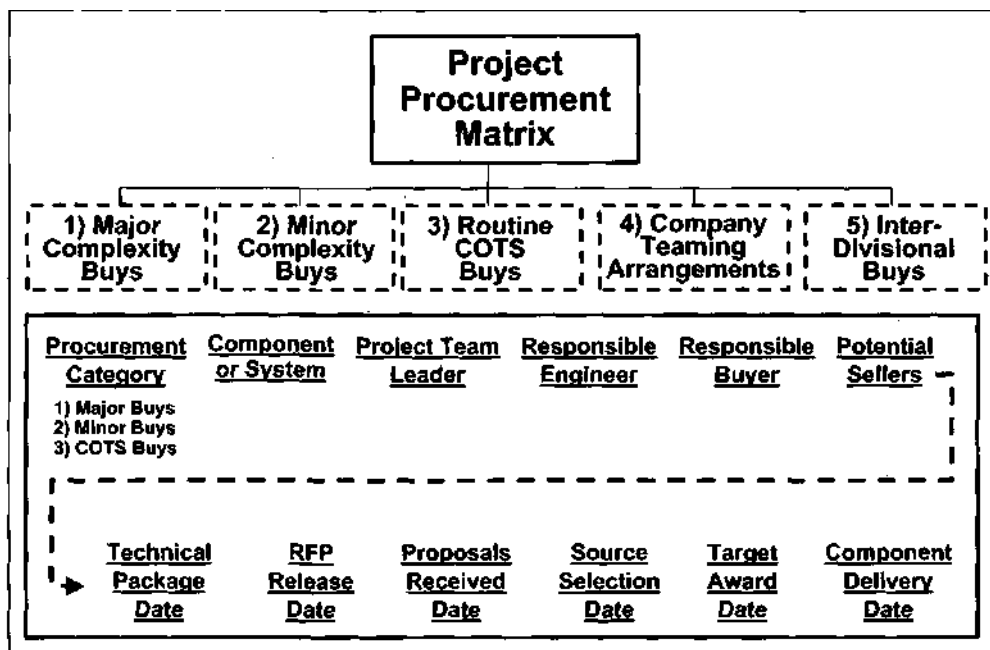 Project
Procurement
Matrix
1) Major
Complexity
Buys
2) Minor
Complexity
Buys
3) Routine
COTS
Buys
4) Company
Teaming
Arrangements
5) Inter-
Divisional
Buys
Procurement
Category
Component
or System
Project Team
Leader
Responsible
Engineer
Responsible
Buyer
Potential
Sellers
1) Major Buys
2) Minor Buys
3) COTS Buys
Technical
Package
Date
RFP
Release
Date
Proposals
Received
Date
Source
Selection
Date
Target
Award
Date
Component
Delivery
Date